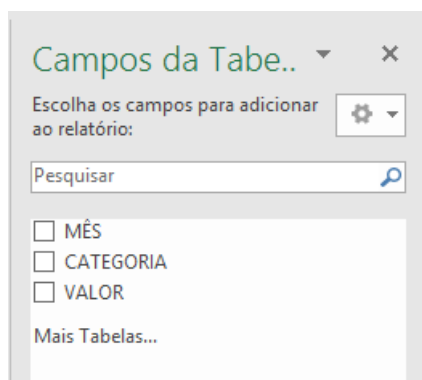 Campos da Tabe..
Escolha os campos para adicionar
ao relatório:
Pesquisar
MÊS
CATEGORIA
VALOR
Mais Tabelas...